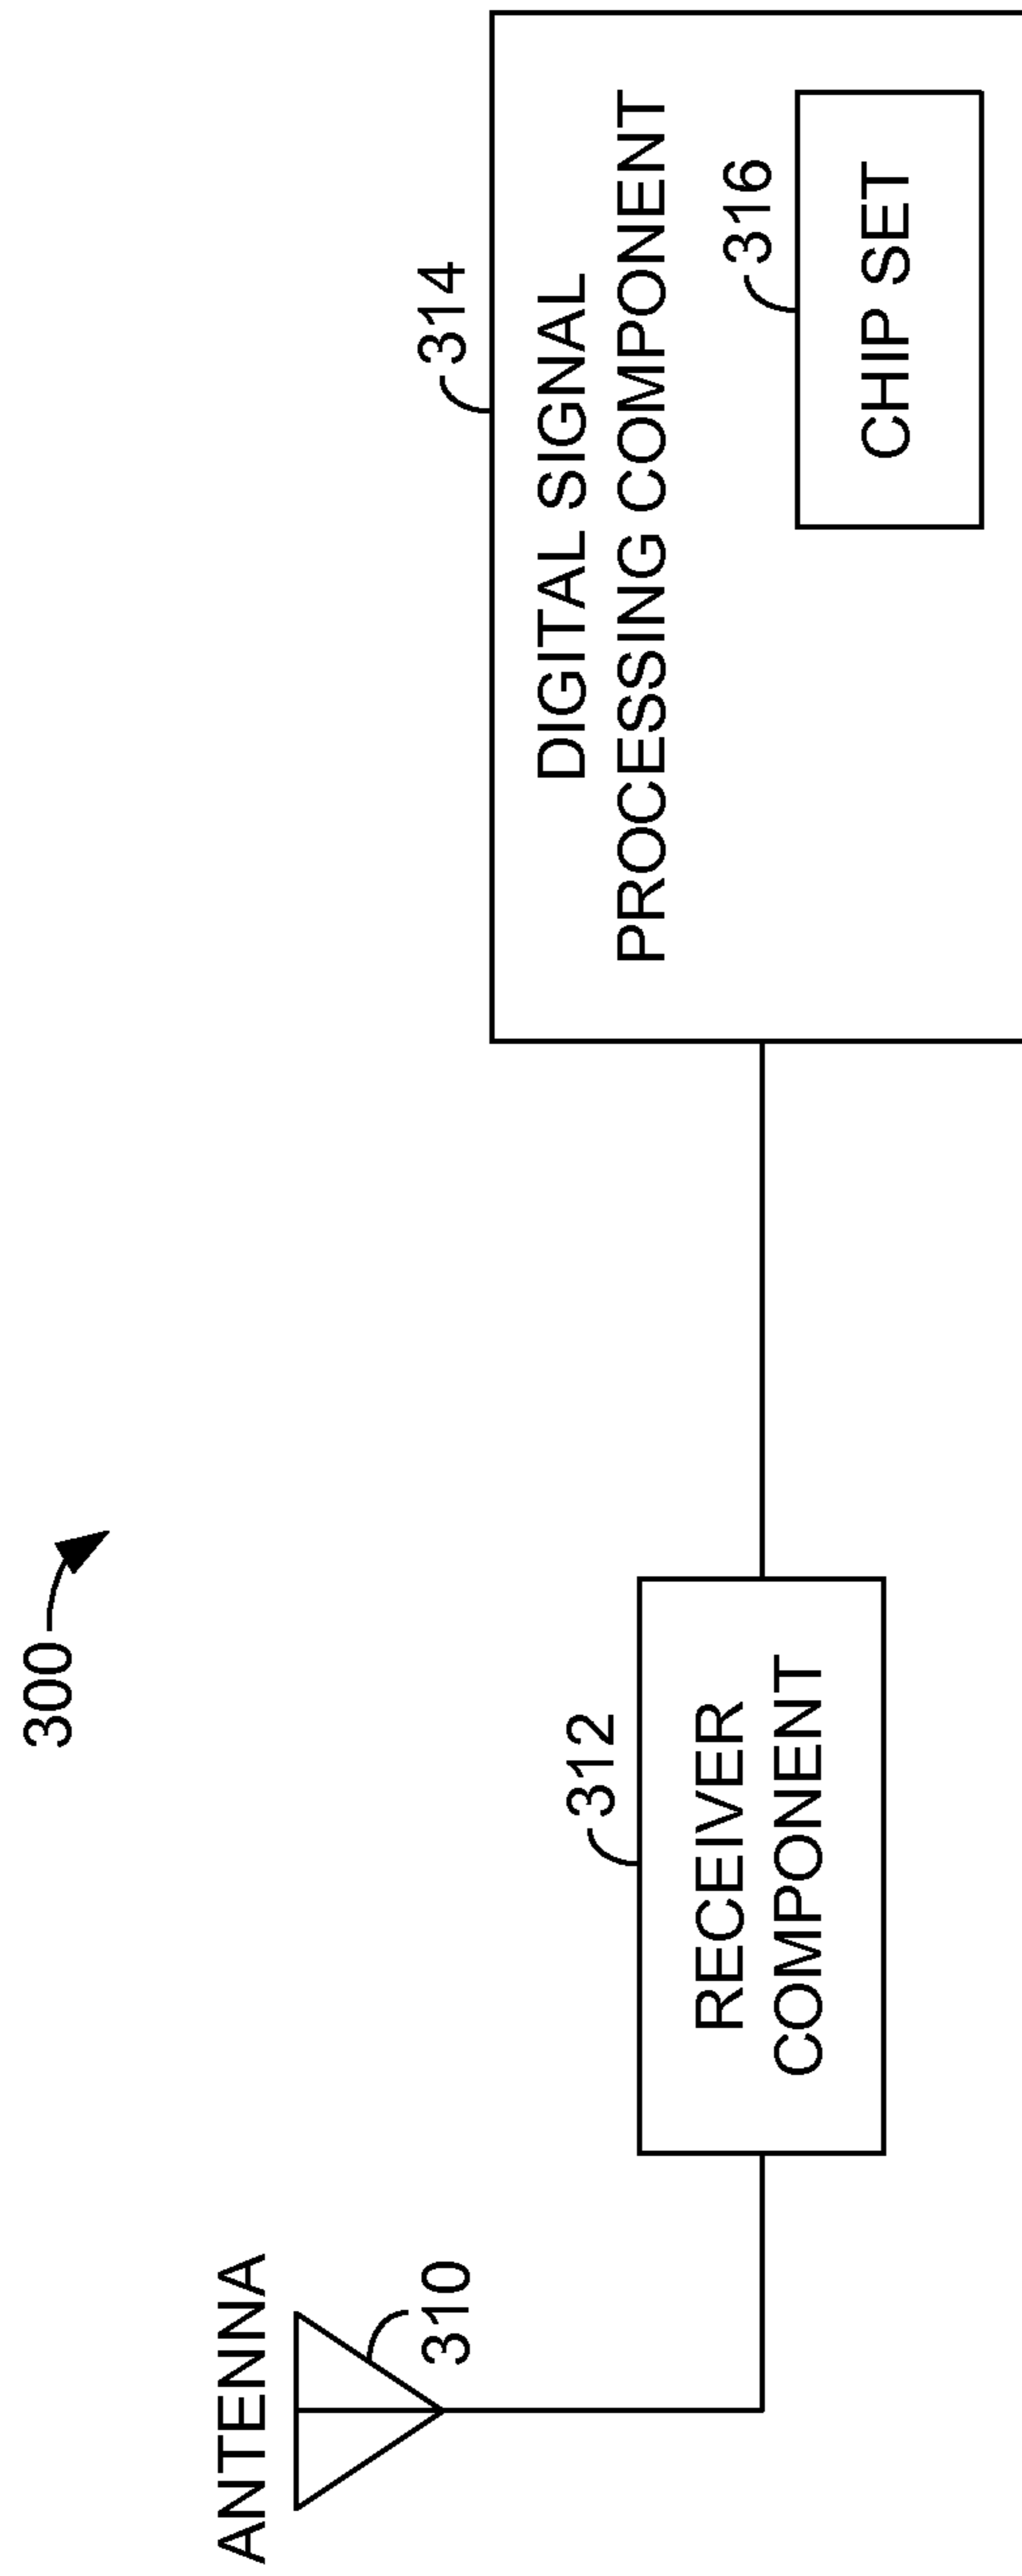 300
ANTENNA
310
312
RECEIVER
COMPONENT
314
DIGITAL SIGNAL
PROCESSING COMPONENT
316
CHIP SET